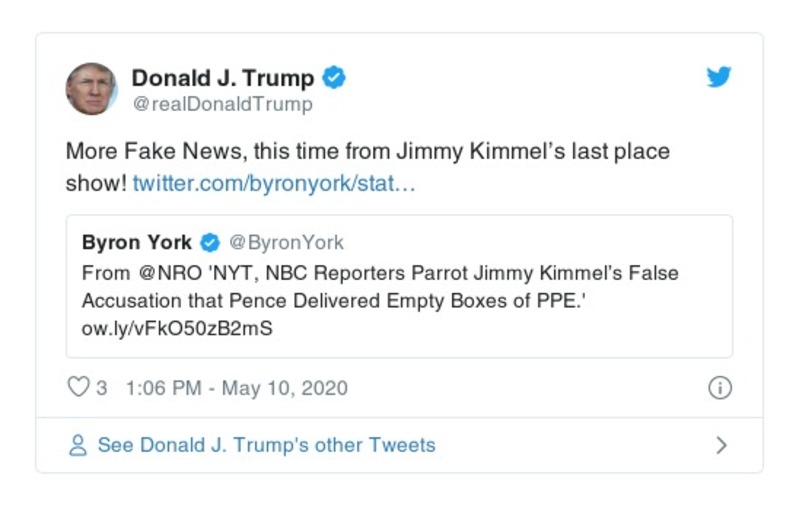 Donald J. Trump
@realDonaldTrump
More Fake News, this time from Jimmy Kimmel’s last place
show! twitter.com/byronyork/stat…
Byron York @ByronYork
From @NRO 'NYT, NBC Reporters Parrot Jimmy Kimmel’s False
Accusation that Pence Delivered Empty Boxes of PPE.'
ow.ly/vFkO50zB2mS
3 1:06 PM - May 10, 2020
See Donald J. Trump's other Tweets